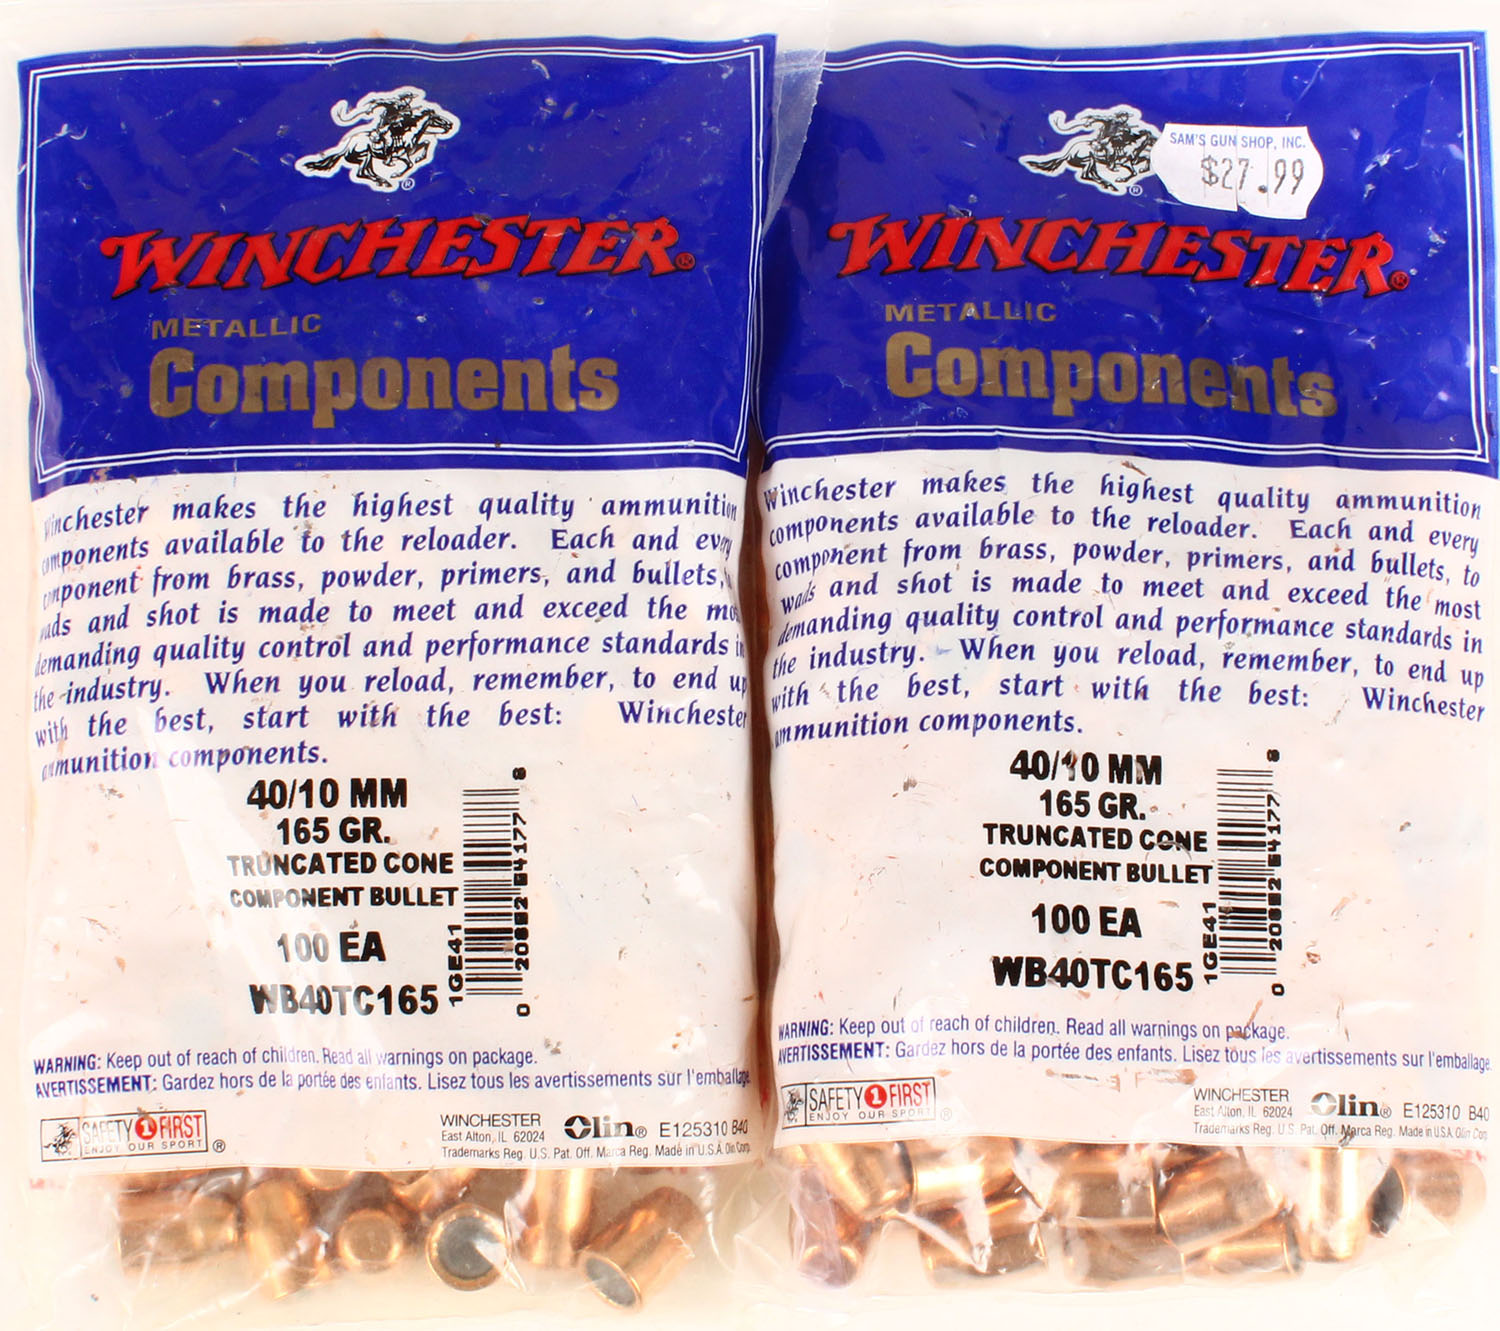 WINCHESTER®
METALLIC
Components
Winchester makes the highest quality ammunition
components available to the reloader. Each and every
component from brass, powder, primers, and bullets,
wads and shot is made to meet and exceed the most
demanding quality control and performance standards in
the industry. When you reload, remember, to end up
with the best, start with the best: Winchester
ammunition components.
40/10 MM
165 GR.
TRUNCATED CONE
COMPONENT BULLET
100 EA
WB40TC165
1GE41
0 20892 54177 8
WARNING: Keep out of reach of children. Read all warnings on package.
AVERTISSEMENT: Gardez hors de la portée des enfants. Lisez tous les avertissements sur l'emballage.
SAFETY 1 FIRST
ENJOY OUR SPORT ®
WINCHESTER
East Alton, IL 62024
Olin® E125310 B40
Trademarks Reg. U.S. Pat. Off. Marca Reg. Made in U.S.A. Olin Corp.
SAM'S GUN SHOP, INC.
$27.99
WINCHESTER®
METALLIC
Components
Winchester makes the highest quality ammunition
components available to the reloader. Each and every
component from brass, powder, primers, and bullets, to
wads and shot is made to meet and exceed the most
demanding quality control and performance standards in
the industry. When you reload, remember, to end up
with the best, start with the best: Winchester
ammunition components.
40/10 MM
165 GR.
TRUNCATED CONE
COMPONENT BULLET
100 EA
WB40TC165
1GE41
0 20892 54177 8
WARNING: Keep out of reach of children. Read all warnings on package.
AVERTISSEMENT: Gardez hors de la portée des enfants. Lisez tous les avertissements sur l'emballage.
SAFETY 1 FIRST
ENJOY OUR SPORT ®
WINCHESTER
East Alton, IL 62024
Olin® E125310 B40
Trademarks Reg. U.S. Pat. Off. Marca Reg. Made in U.S.A. Olin Corp.